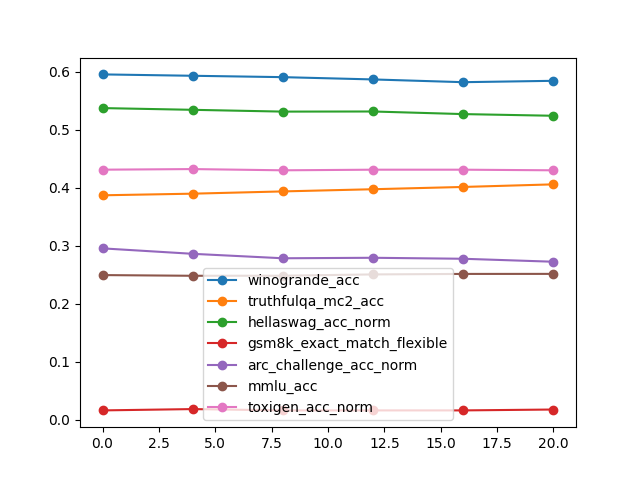 0.6
0.5
0.4
0.3
0.2
0.1
0.0
winogrande_acc
truthfulqa_mc2_acc
hellaswag_acc_norm
gsm8k_exact_match_flexible
arc_challenge_acc_norm
mmlu_acc
toxigen_acc_norm
0.0 2.5 5.0 7.5 10.0 12.5 15.0 17.5 20.0